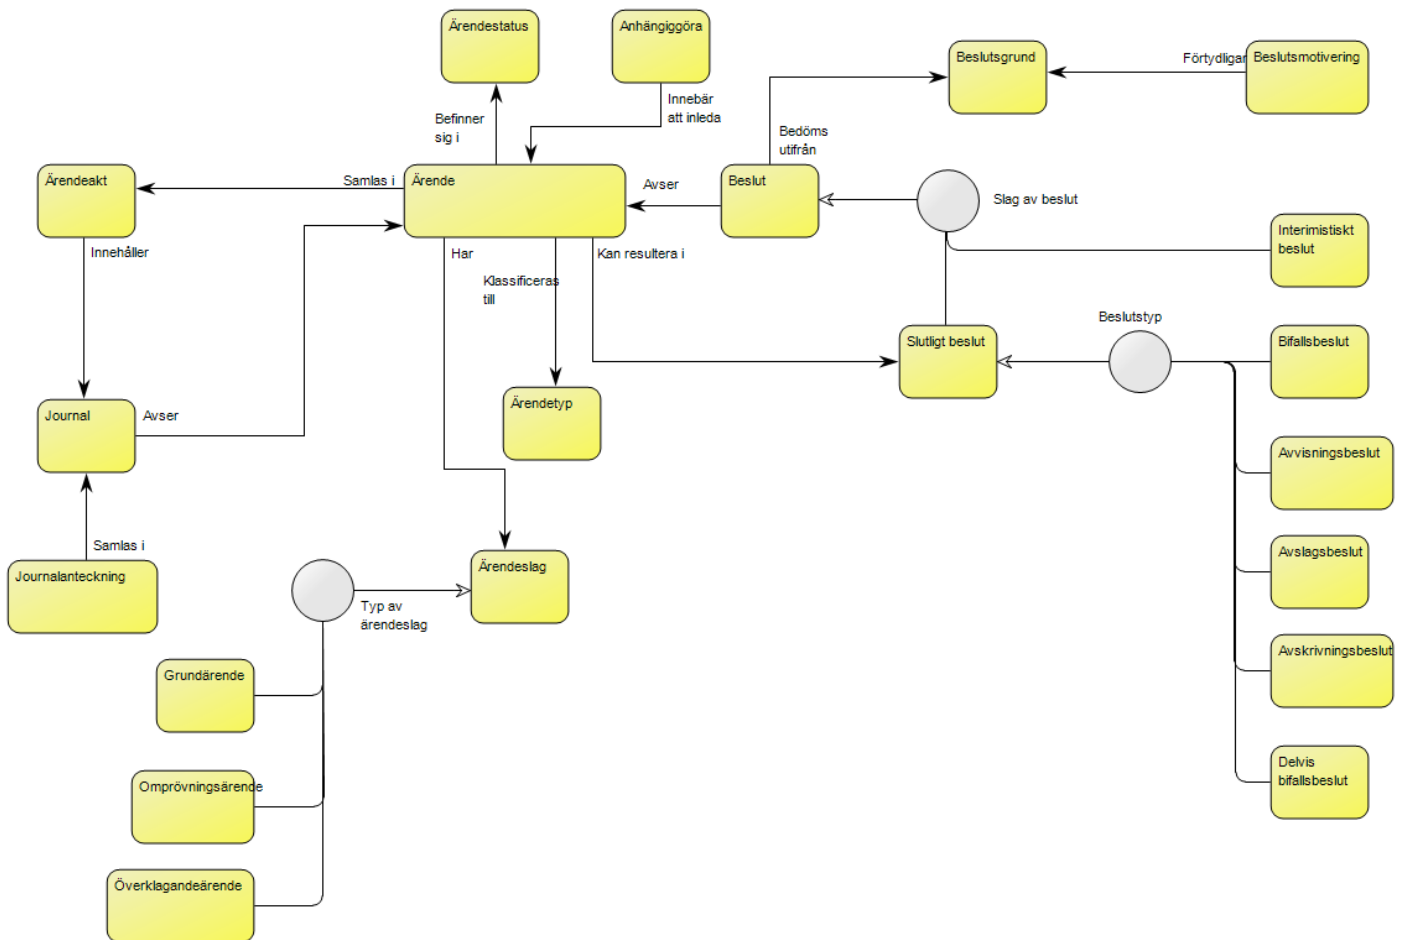 Ärendestatus
Anhängiggöra
Beslutsgrund
Förtydligar
Beslutsmotivering
Innebär
att inleda
Befinner
sig i
Bedöms
utifrån
Ärendeakt
Samlas i
Ärende
Avser
Beslut
Slag av beslut
Interimistiskt
beslut
Innehåller
Har
Klassificeras
till
Kan resultera i
Beslutstyp
Slutligt beslut
Bifallsbeslut
Ärendetyp
Journal
Avser
Avvisningsbeslut
Samlas i
Avslagsbeslut
Journalanteckning
Ärendeslag
Typ av
ärendeslag
Avskrivningsbeslut
Grundärende
Delvis
bifallsbeslut
Omprövningsärende
Överklagandeärende